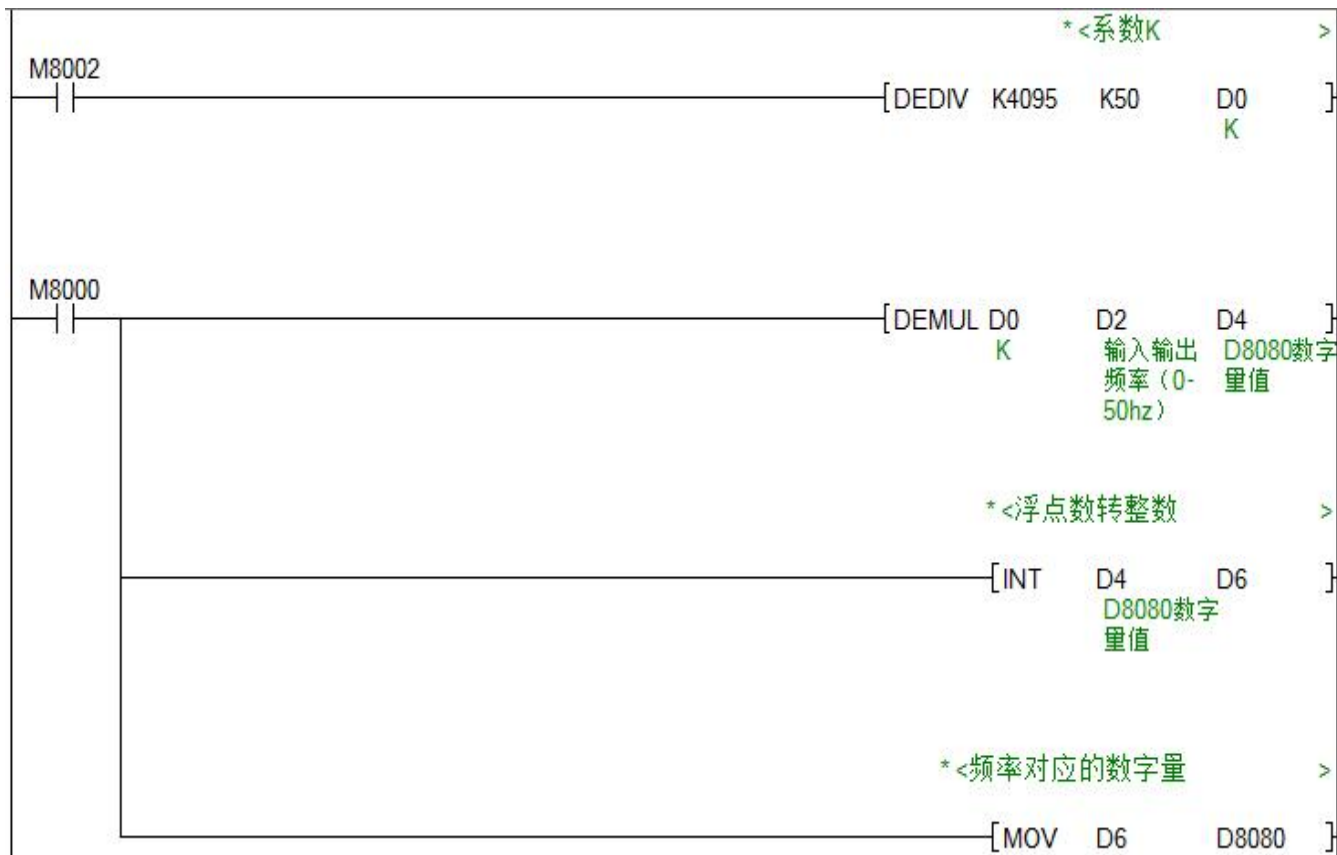 *<系数K >
M8002
[DEDIV K4095 K50 D0 ]
K
M8000
[DEMUL D0 D2 D4 ]
K 输入输出 D8080数字
频率（0- 量值
50hz）
*<浮点数转整数 >
[INT D4 D6 ]
D8080数字
量值
*<频率对应的数字量 >
[MOV D6 D8080 ]